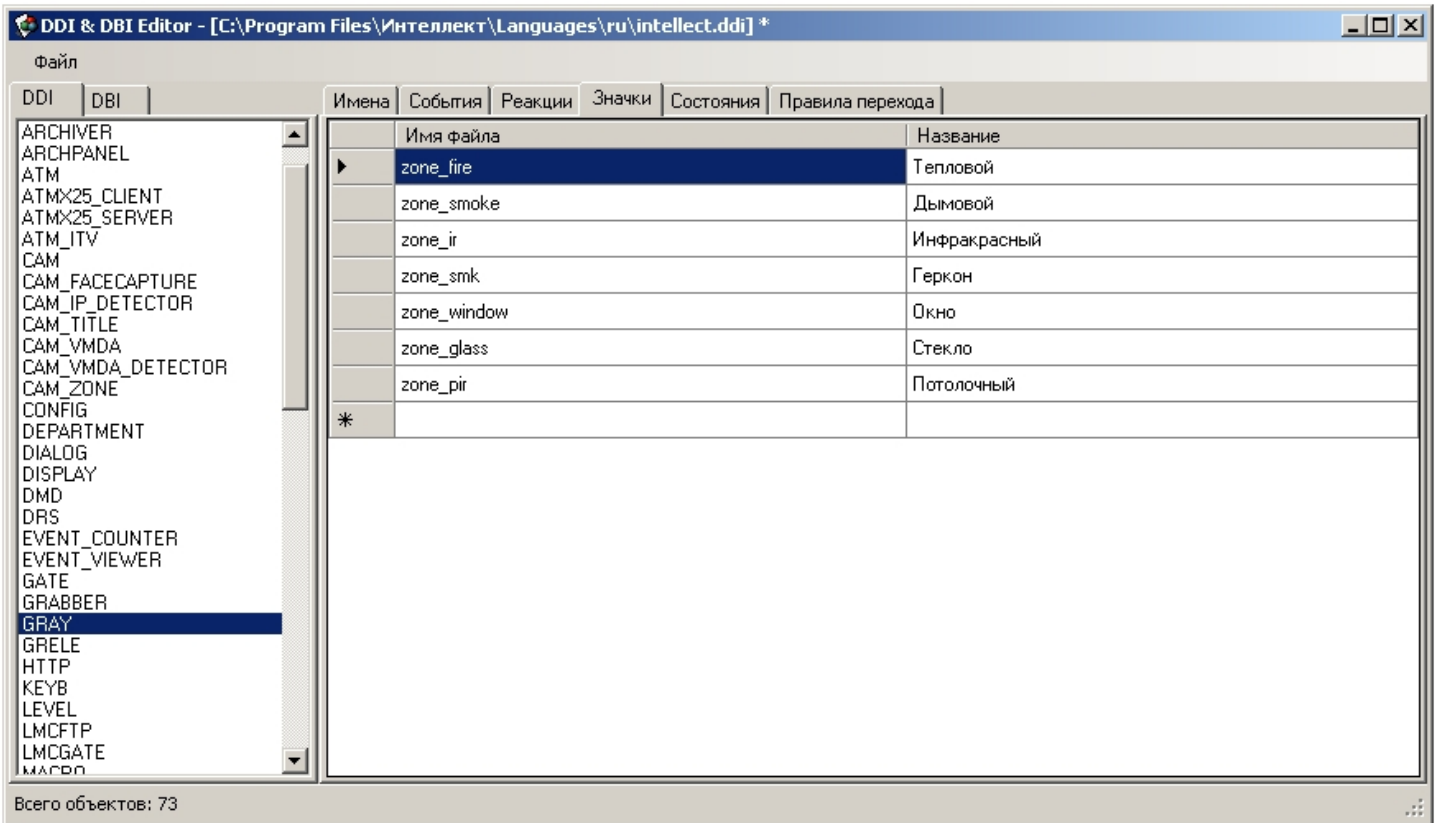 DDI & DBI Editor - [C:\Program Files\Интеллект\Languages\ru\intellect.ddi] *
Файл
DDI DBI
Имена События Реакции Значки Состояния Правила перехода
ARCHIVER
ARCHPANEL
ATM
ATMX25_CLIENT
ATMX25_SERVER
ATM_ITV
CAM
CAM_FACECAPTURE
CAM_IP_DETECTOR
CAM_TITLE
CAM_VMDA
CAM_VMDA_DETECTOR
CAM_ZONE
CONFIG
DEPARTMENT
DIALOG
DISPLAY
DMD
DRS
EVENT_COUNTER
EVENT_VIEWER
GATE
GRABBER
GRAY
GRELE
HTTP
KEYB
LEVEL
LMCFTP
LMCGATE
MACRO
Имя файла Название
zone_fire Тепловой
zone_smoke Дымовой
zone_ir Инфракрасный
zone_smk Геркон
zone_window Окно
zone_glass Стекло
zone_pir Потолочный
Всего объектов: 73